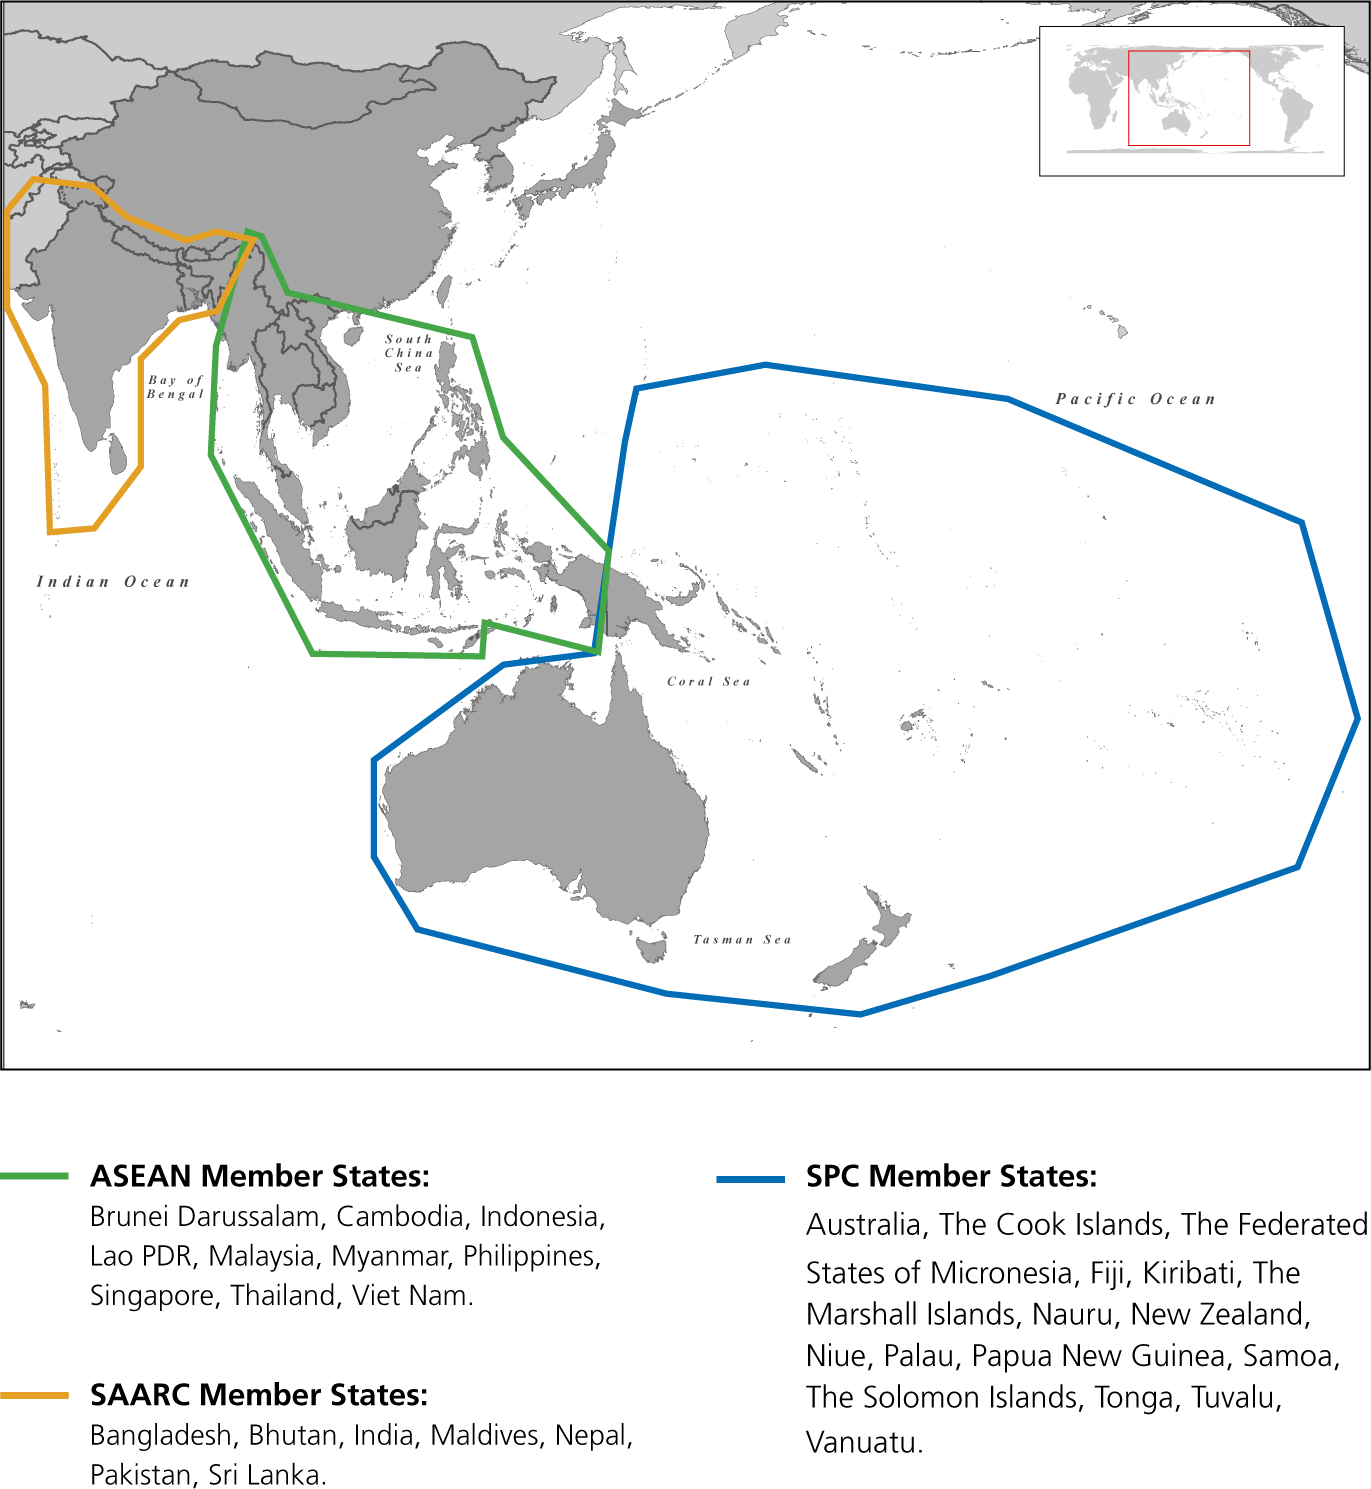 South
China
Sea
Bay of
Bengal
Pacific Ocean
Indian Ocean
Coral Sea
Tasman Sea
ASEAN Member States:
Brunei Darussalam, Cambodia, Indonesia,
Lao PDR, Malaysia, Myanmar, Philippines,
Singapore, Thailand, Viet Nam.
SAARC Member States:
Bangladesh, Bhutan, India, Maldives, Nepal,
Pakistan, Sri Lanka.
SPC Member States:
Australia, The Cook Islands, The Federated
States of Micronesia, Fiji, Kiribati, The
Marshall Islands, Nauru, New Zealand,
Niue, Palau, Papua New Guinea, Samoa,
The Solomon Islands, Tonga, Tuvalu,
Vanuatu.